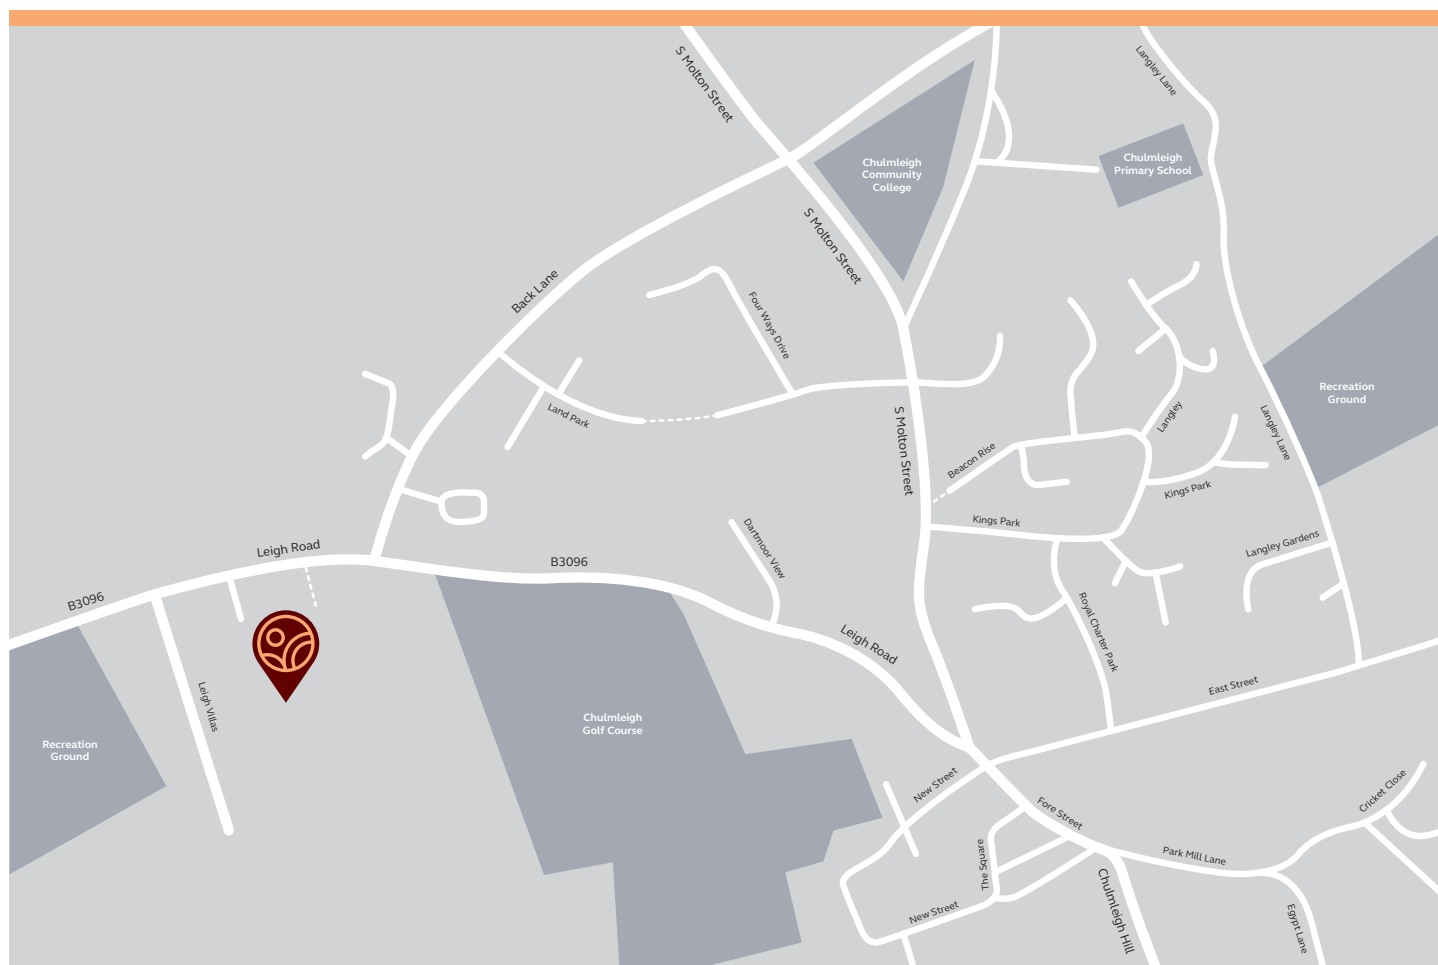 S Molton Street
Langley Lane
Chulmleigh
Community
College
Chulmleigh
Primary School
S Molton Street
Back Lane
Four Ways Drive
Recreation
Ground
Land Park
Langley
Langley Lane
S Molton Street
Beacon Rise
Kings Park
Kings Park
Dartmoor View
Leigh Road
B3096
Langley Gardens
B3096
Royal Charter Park
Leigh Road
East Street
Leigh Villas
Chulmleigh
Golf Course
Recreation
Ground
New Street
Cricket Close
Fore Street
The Square
Park Mill Lane
New Street
Chulmleigh Hill
Egypt Lane